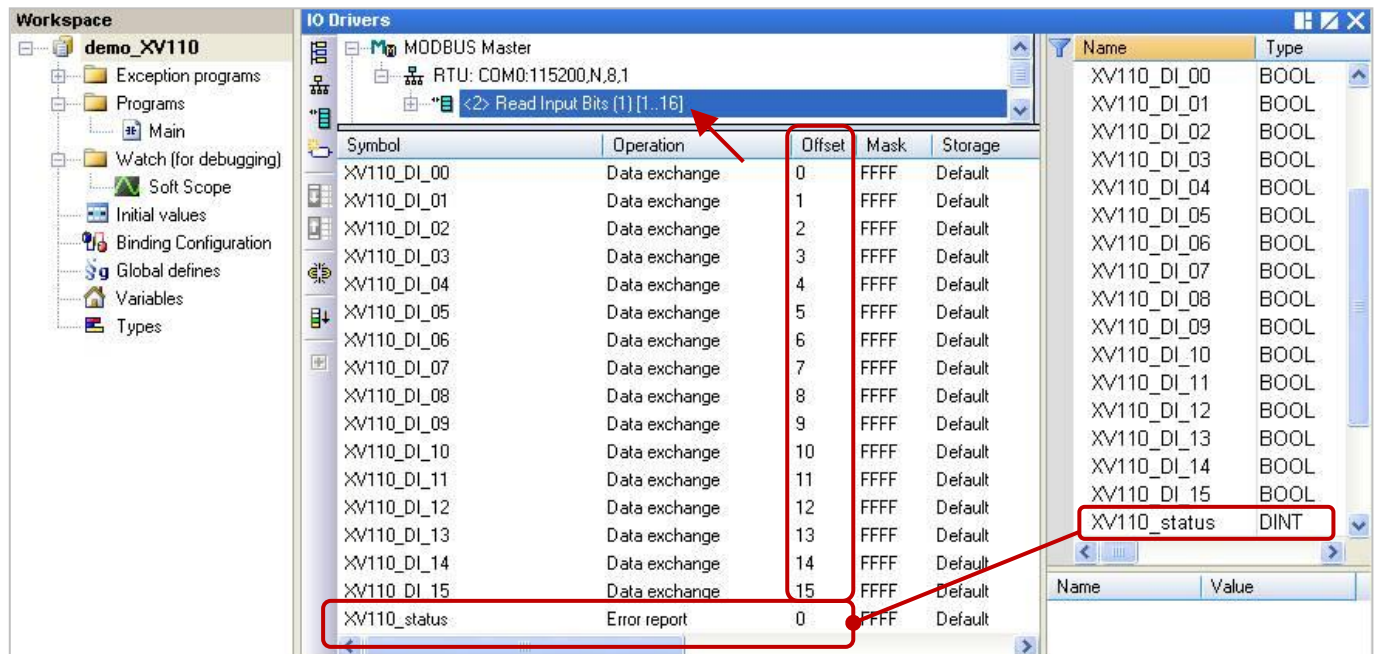 Workspace
demo_XV110
Exception programs
Programs
Main
Watch (for debugging)
Soft Scope
Initial values
Binding Configuration
Global defines
Variables
Types
IO Drivers
MODBUS Master
RTU: COM0:115200,N,8,1
<2> Read Input Bits (1) [1..16]
Symbol Operation Offset Mask Storage
XV110_DI_00 Data exchange 0 FFFF Default
XV110_DI_01 Data exchange 1 FFFF Default
XV110_DI_02 Data exchange 2 FFFF Default
XV110_DI_03 Data exchange 3 FFFF Default
XV110_DI_04 Data exchange 4 FFFF Default
XV110_DI_05 Data exchange 5 FFFF Default
XV110_DI_06 Data exchange 6 FFFF Default
XV110_DI_07 Data exchange 7 FFFF Default
XV110_DI_08 Data exchange 8 FFFF Default
XV110_DI_09 Data exchange 9 FFFF Default
XV110_DI_10 Data exchange 10 FFFF Default
XV110_DI_11 Data exchange 11 FFFF Default
XV110_DI_12 Data exchange 12 FFFF Default
XV110_DI_13 Data exchange 13 FFFF Default
XV110_DI_14 Data exchange 14 FFFF Default
XV110_DI_15 Data exchange 15 FFFF Default
XV110_status Error report 0 FFFF Default
Name Type
XV110_DI_00 BOOL
XV110_DI_01 BOOL
XV110_DI_02 BOOL
XV110_DI_03 BOOL
XV110_DI_04 BOOL
XV110_DI_05 BOOL
XV110_DI_06 BOOL
XV110_DI_07 BOOL
XV110_DI_08 BOOL
XV110_DI_09 BOOL
XV110_DI_10 BOOL
XV110_DI_11 BOOL
XV110_DI_12 BOOL
XV110_DI_13 BOOL
XV110_DI_14 BOOL
XV110_DI_15 BOOL
XV110_status DINT
Name Value